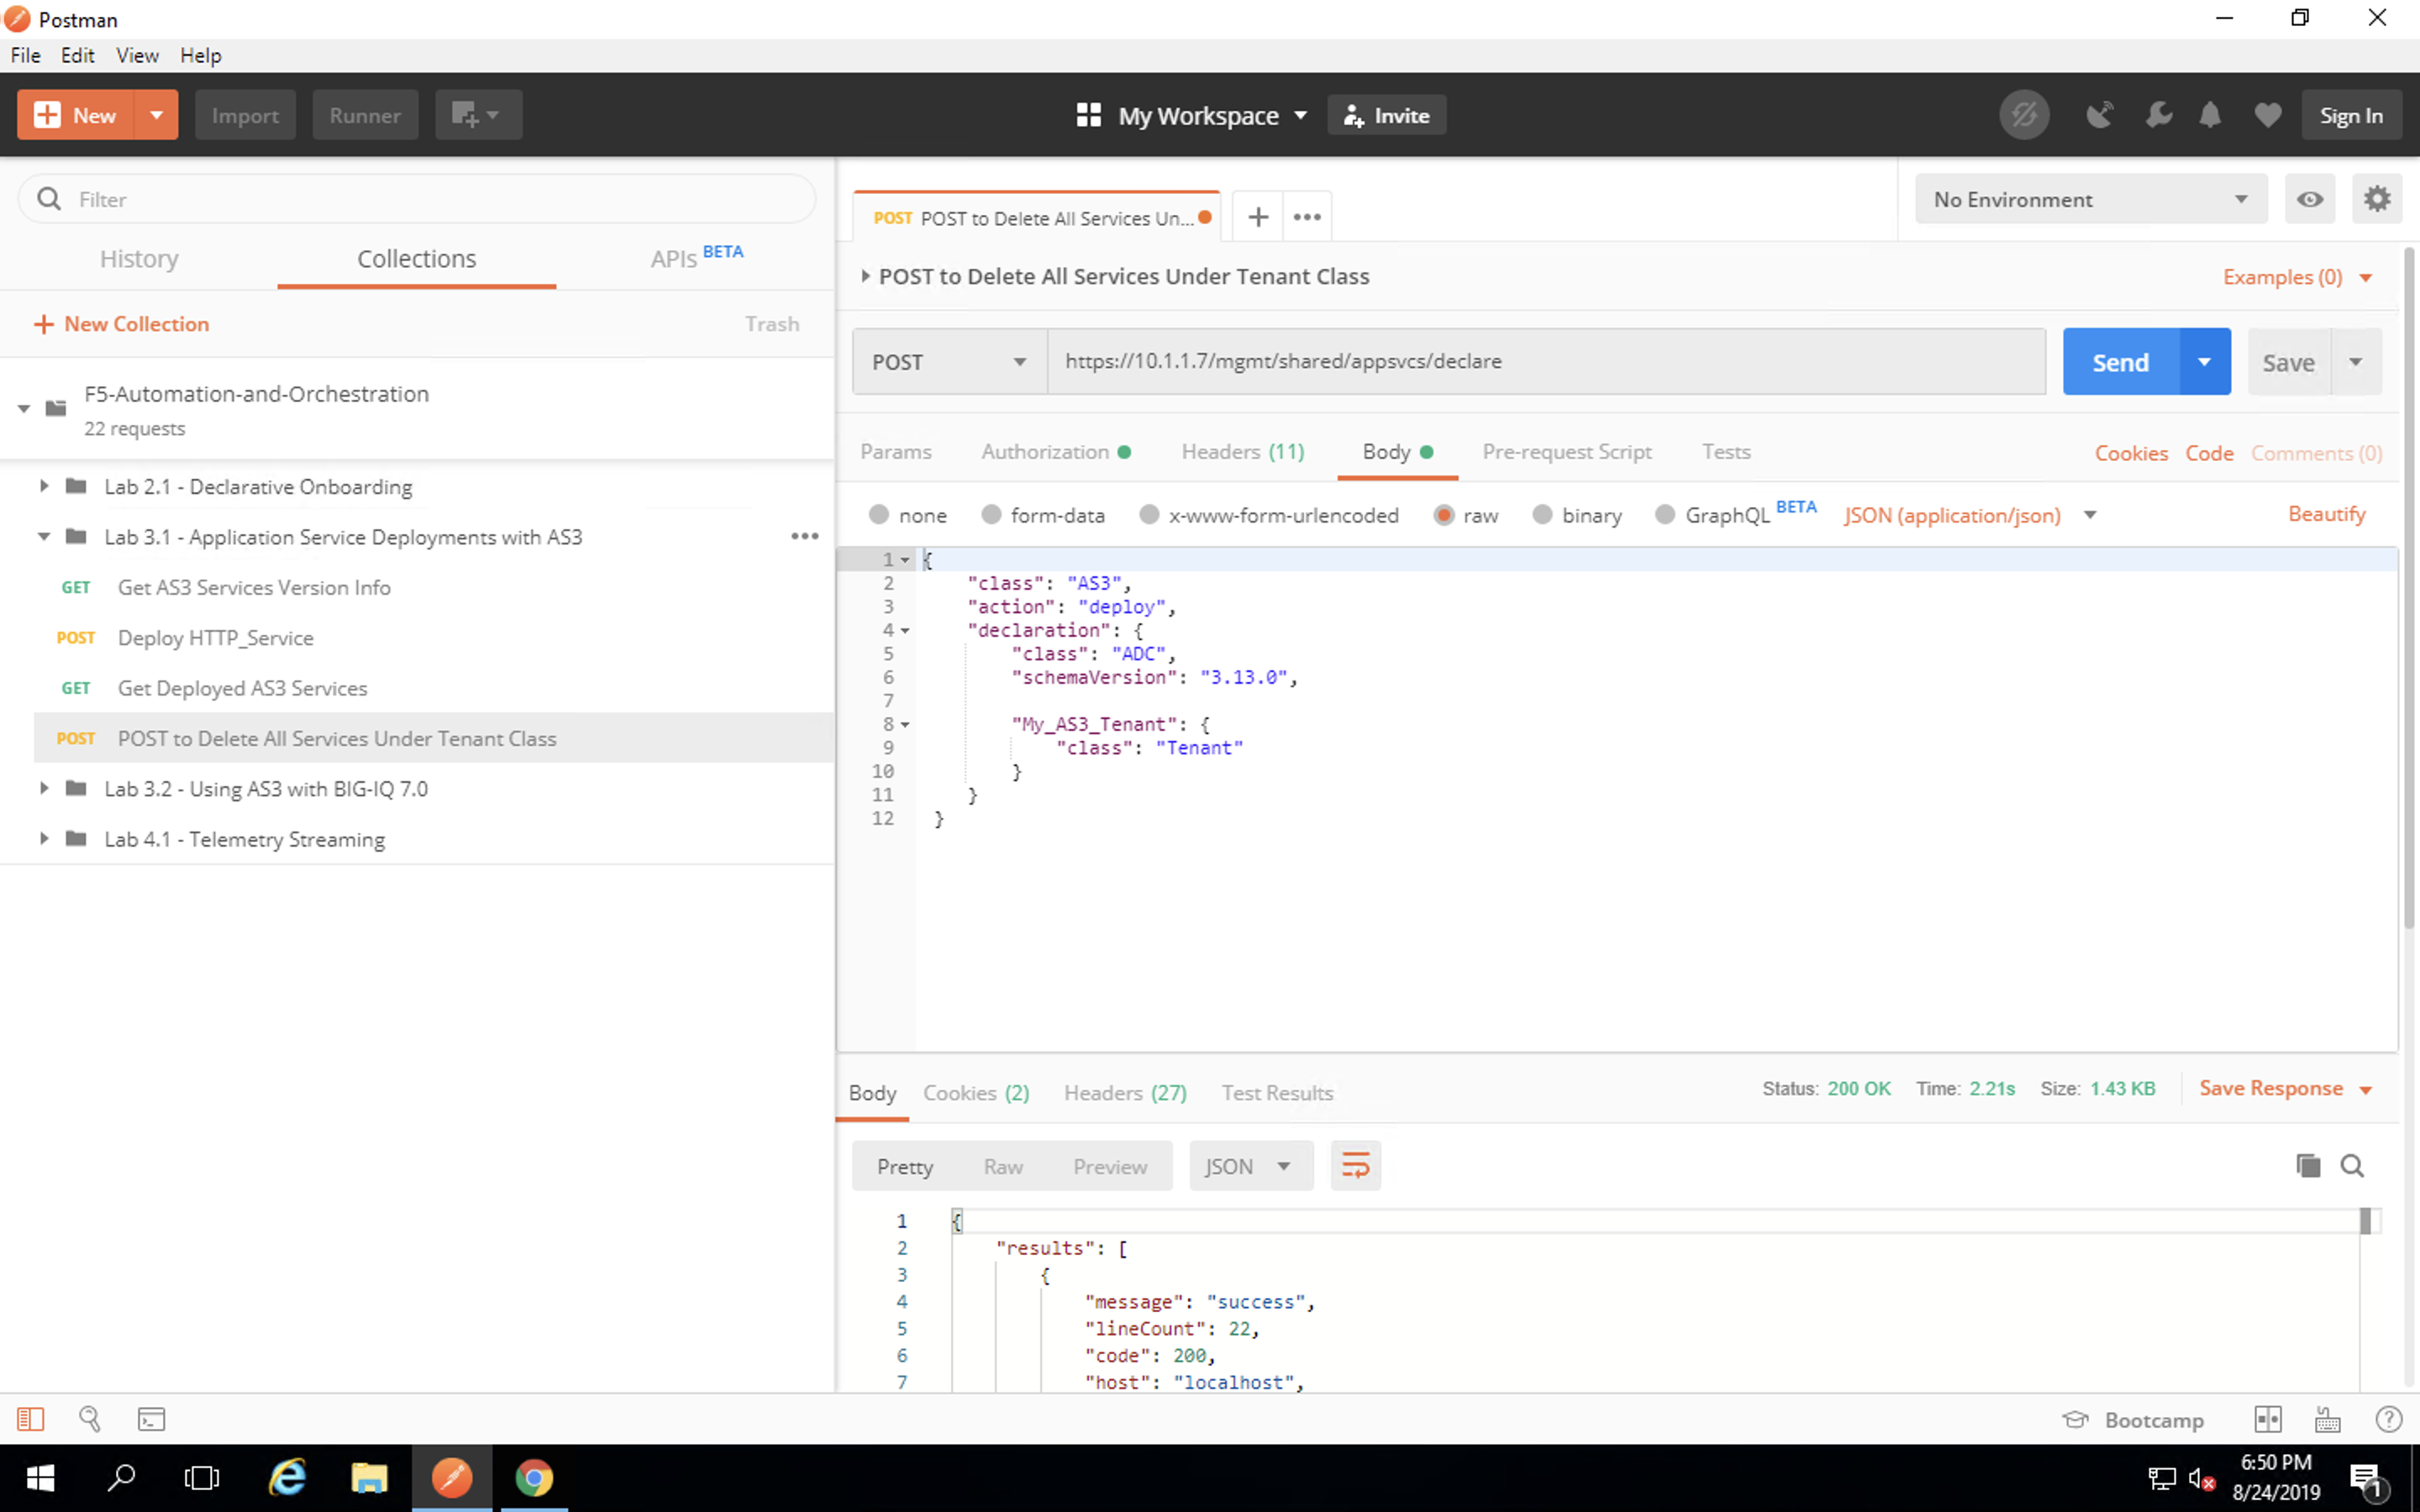 Postman
File Edit View Help
New Import Runner My Workspace Invite Sign In
Filter
History Collections APIs BETA
New Collection Trash
F5-Automation-and-Orchestration
22 requests
Lab 2.1 - Declarative Onboarding
Lab 3.1 - Application Service Deployments with AS3
GET Get AS3 Services Version Info
POST Deploy HTTP_Service
GET Get Deployed AS3 Services
POST POST to Delete All Services Under Tenant Class
Lab 3.2 - Using AS3 with BIG-IQ 7.0
Lab 4.1 - Telemetry Streaming
POST POST to Delete All Services Un...
No Environment
POST to Delete All Services Under Tenant Class Examples (0)
POST https://10.1.1.7/mgmt/shared/appsvcs/declare Send Save
Params Authorization Headers (11) Body Pre-request Script Tests Cookies Code Comments (0)
none form-data x-www-form-urlencoded raw binary GraphQL BETA JSON (application/json) Beautify
1 {
2 "class": "AS3",
3 "action": "deploy",
4 "declaration": {
5 "class": "ADC",
6 "schemaVersion": "3.13.0",
7
8 "My_AS3_Tenant": {
9 "class": "Tenant"
10 }
11 }
12 }
Body Cookies (2) Headers (27) Test Results Status: 200 OK Time: 2.21s Size: 1.43 KB Save Response
Pretty Raw Preview JSON
1 {
2 "results": [
3 {
4 "message": "success",
5 "lineCount": 22,
6 "code": 200,
7 "host": "localhost",
Bootcamp
6:50 PM
8/24/2019
1